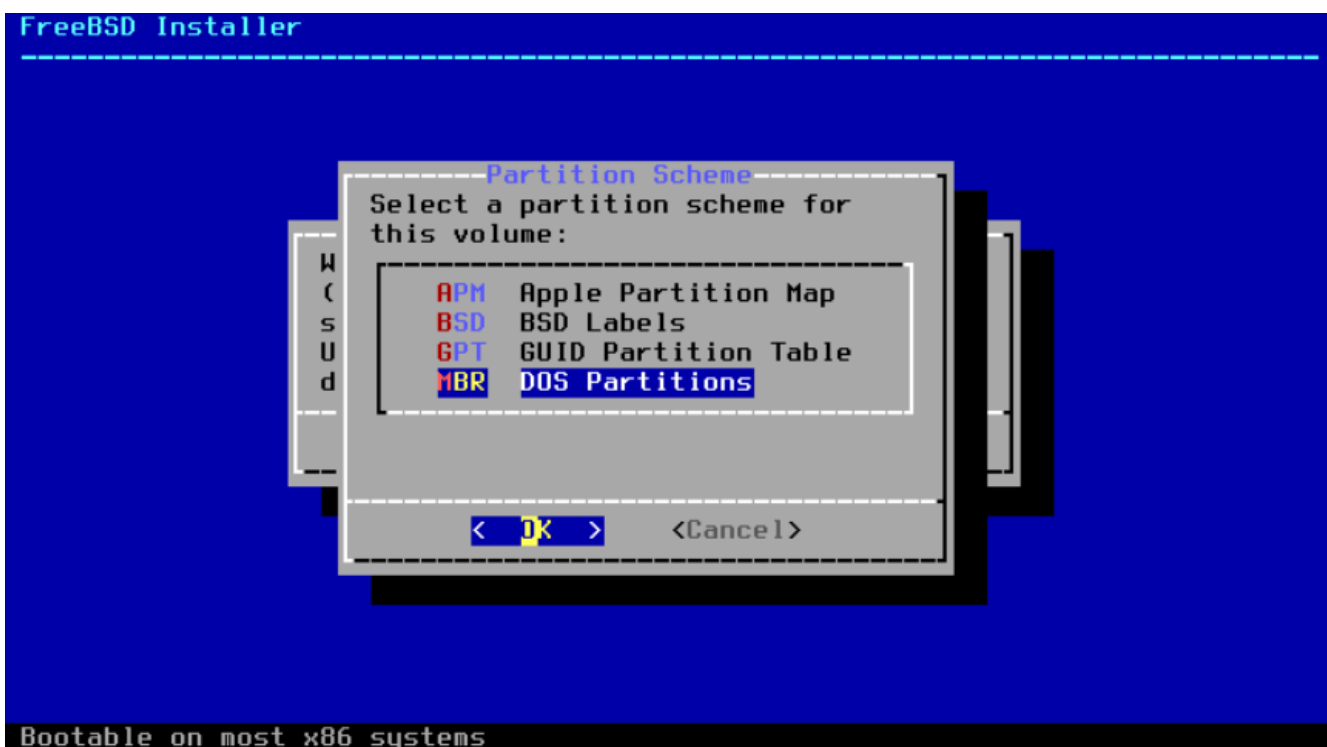 FreeBSD Installer
Partition Scheme
Select a partition scheme for
this volume:
W
(
s
U
d
APM Apple Partition Map
BSD BSD Labels
GPT GUID Partition Table
MBR DOS Partitions
< OK > <Cancel>
Bootable on most x86 systems